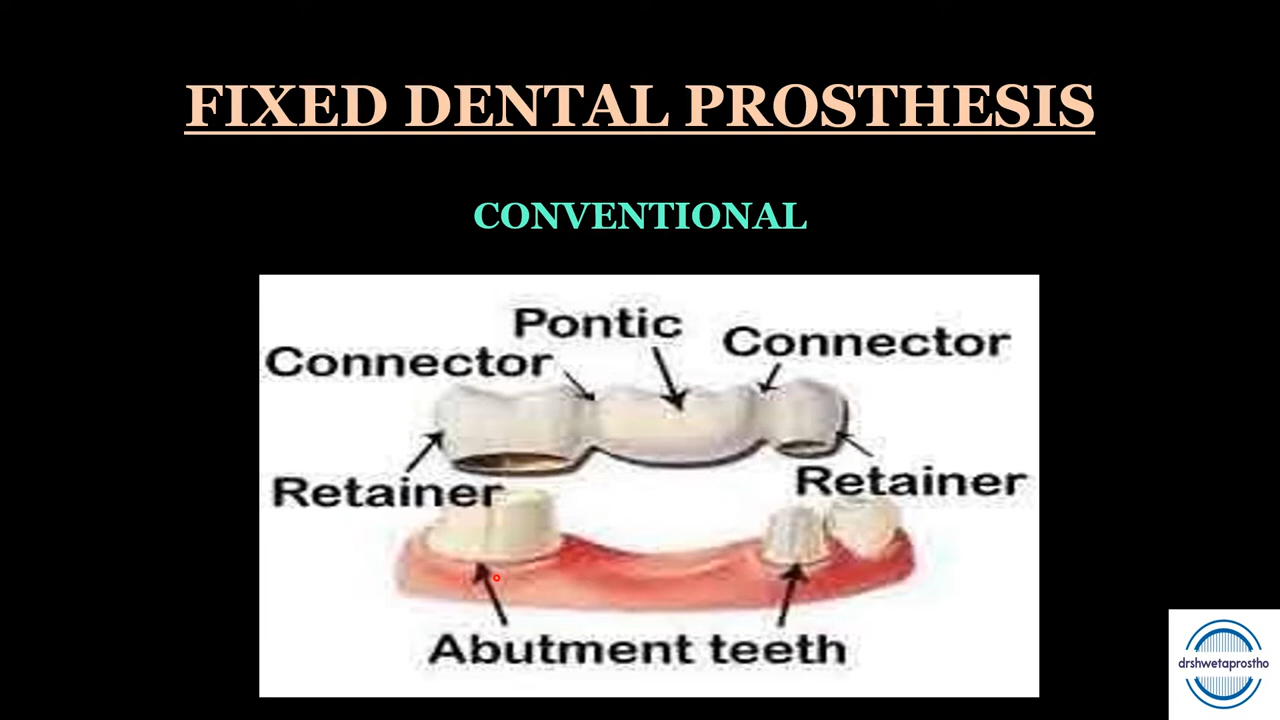 FIXED DENTAL PROSTHESIS
CONVENTIONAL
Pontic
Connector
Connector
Retainer
Retainer
Abutment teeth
drshwetaprostho